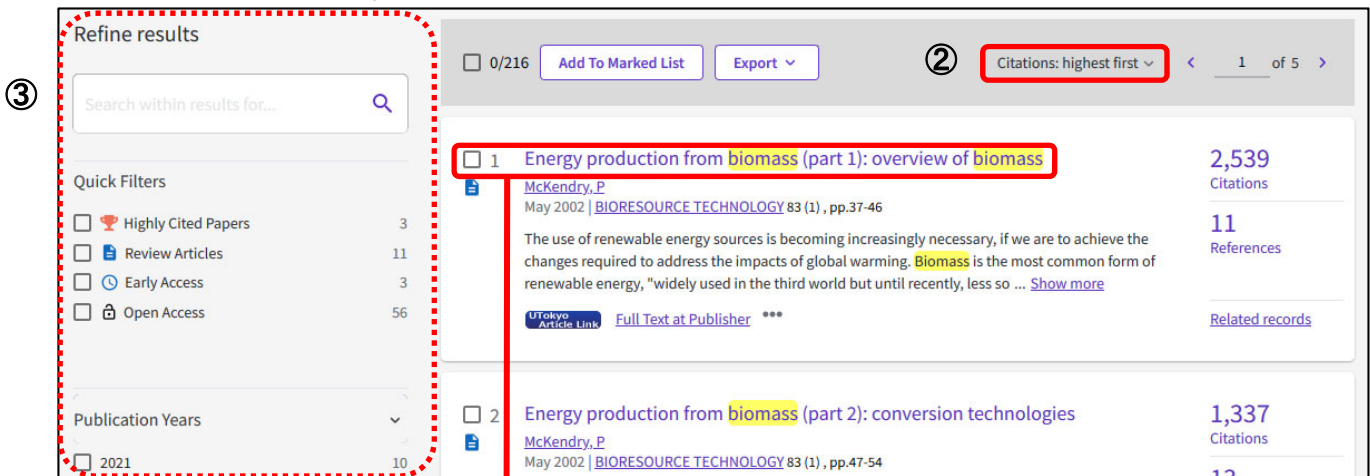 Refine results
③
Search within results for...
Quick Filters
Highly Cited Papers 3
Review Articles 11
Early Access 3
Open Access 56
Publication Years
2021 10
0/216 Add To Marked List Export ② Citations: highest first < 1 of 5 >
1 Energy production from biomass (part 1): overview of biomass
McKendry, P
May 2002 | BIORESOURCE TECHNOLOGY 83 (1) , pp.37-46
The use of renewable energy sources is becoming increasingly necessary, if we are to achieve the
changes required to address the impacts of global warming. Biomass is the most common form of
renewable energy, "widely used in the third world but until recently, less so ... Show more
UTokyo
Article Link Full Text at Publisher •••
2,539
Citations
11
References
Related records
2 Energy production from biomass (part 2): conversion technologies
McKendry, P
May 2002 | BIORESOURCE TECHNOLOGY 83 (1) , pp.47-54
1,337
Citations